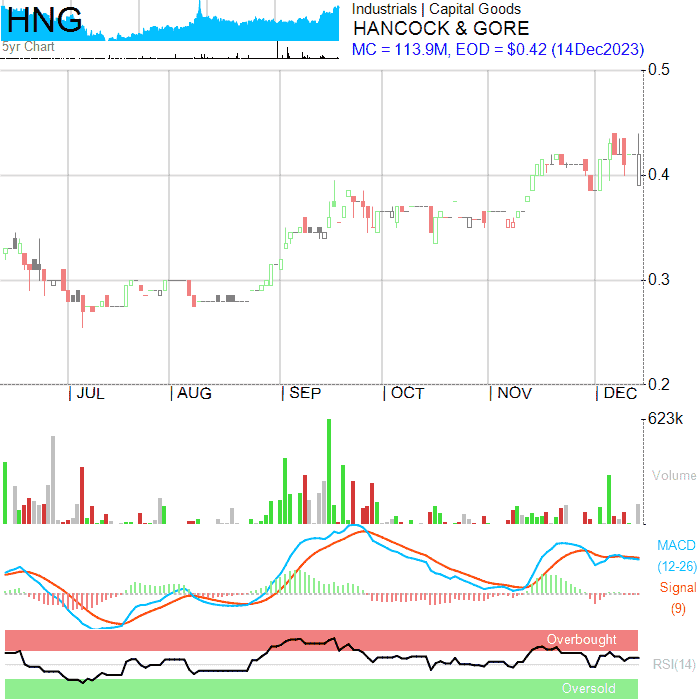 HNG
5yr Chart
Industrials | Capital Goods
HANCOCK & GORE
MC = 113.9M, EOD = $0.42 (14Dec2023)
0.5
0.4
0.3
0.2
JUL AUG SEP OCT NOV DEC
623k
Volume
MACD
(12-26)
Signal
(9)
Overbought
RSI(14)
Oversold